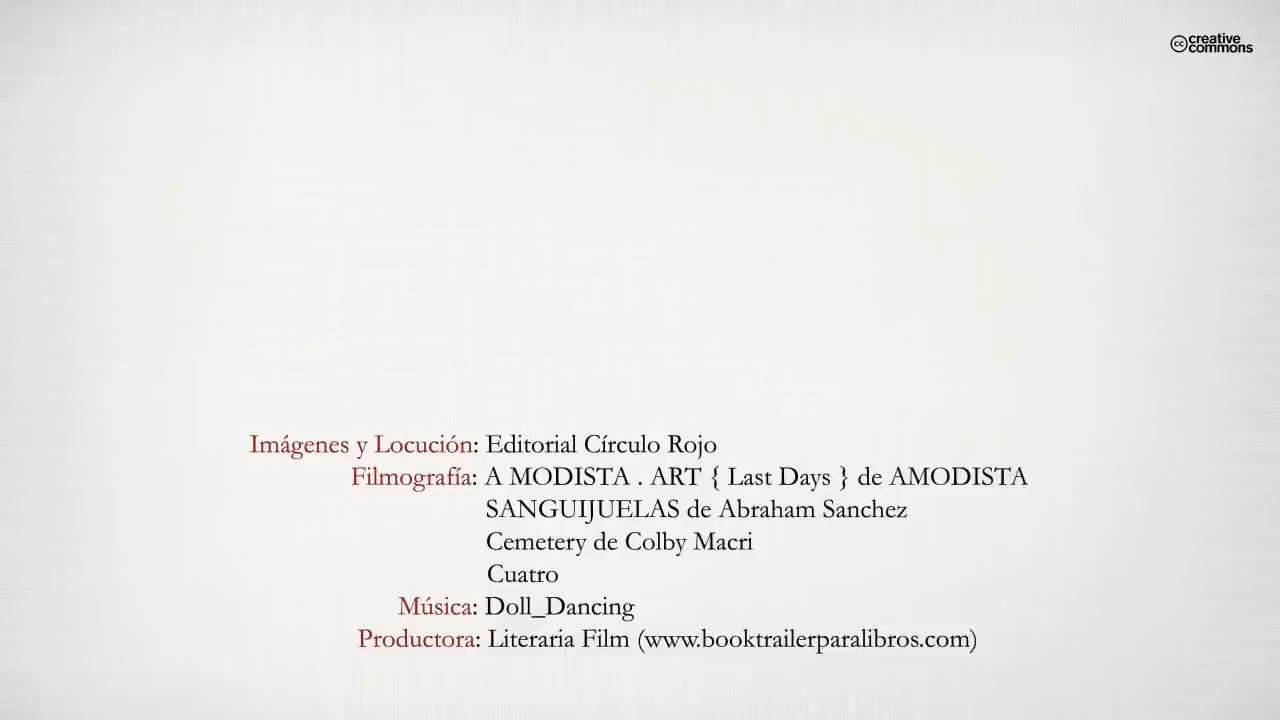 cc creative
commons
Imágenes y Locución: Editorial Círculo Rojo
Filmografía: A MODISTA . ART { Last Days } de AMODISTA
SANGUIJUELAS de Abraham Sanchez
Cemetery de Colby Macri
Cuatro
Música: Doll_Dancing
Productora: Literaria Film (www.booktrailerparalibros.com)